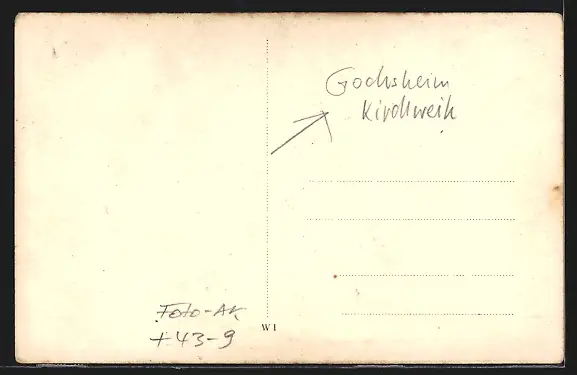 Gochsheim
Kirchweih
Foto-AK
+43-9
W1